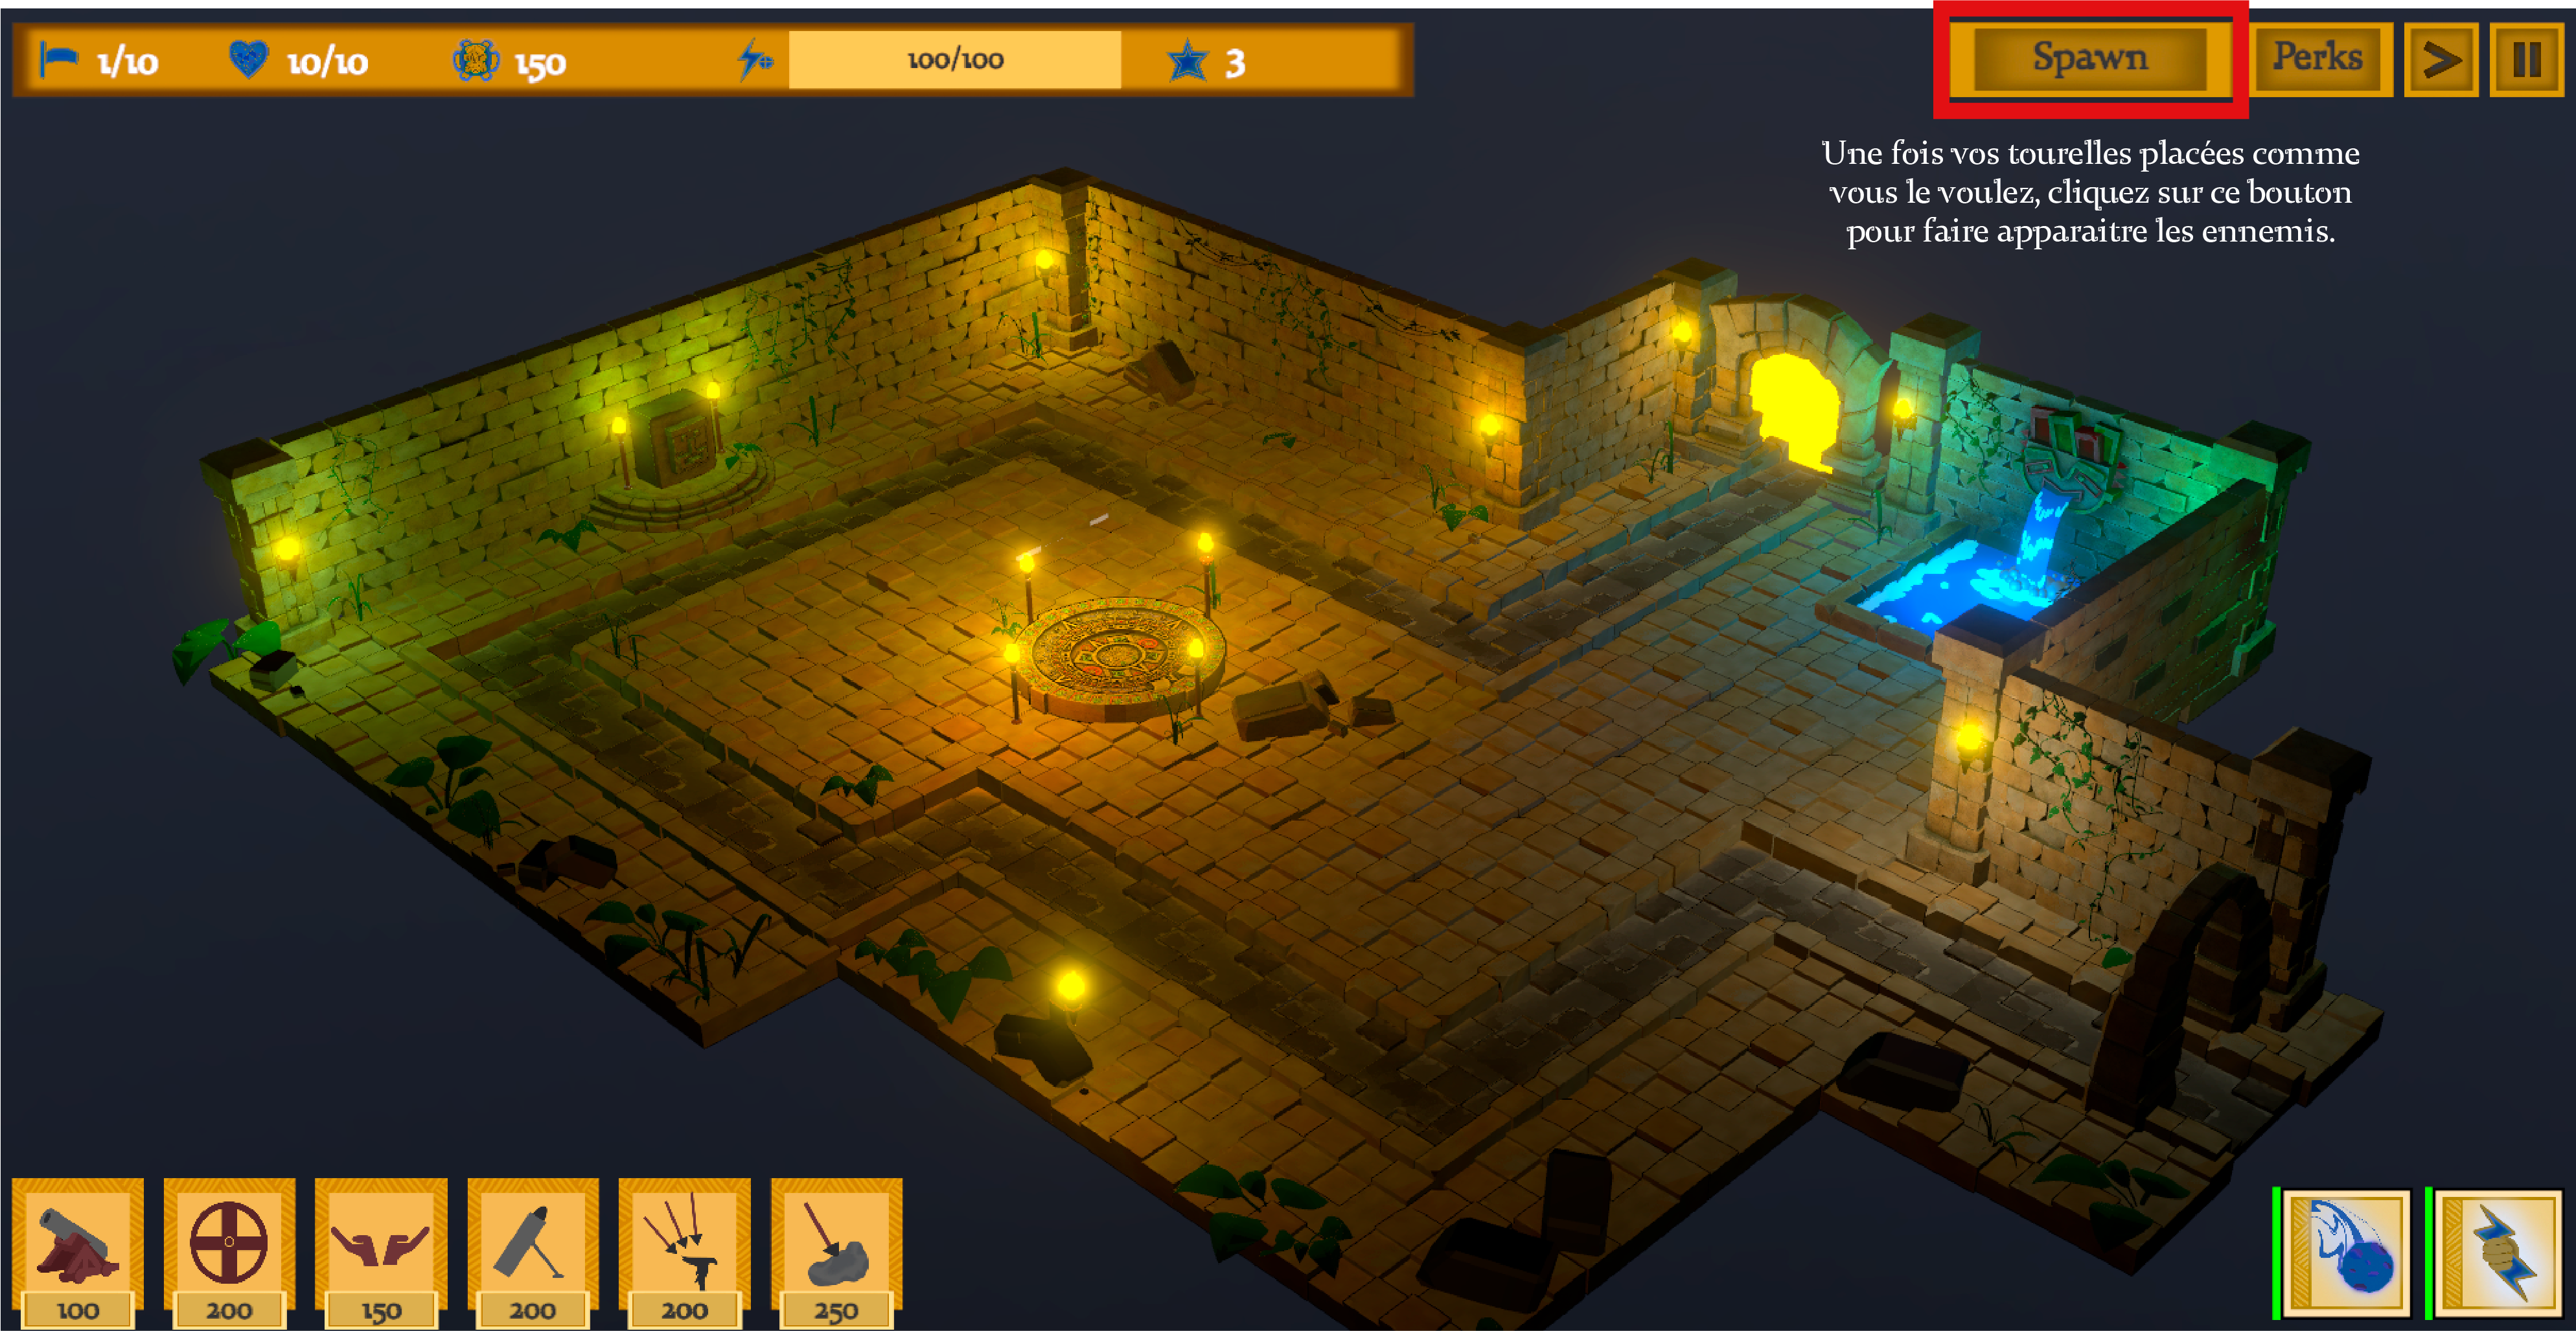 1/10 10/10 150 100/100 3 Spawn Perks >
Une fois vos tourelles placées comme
vous le voulez, cliquez sur ce bouton
pour faire apparaitre les ennemis.
100 200 150 200 200 250